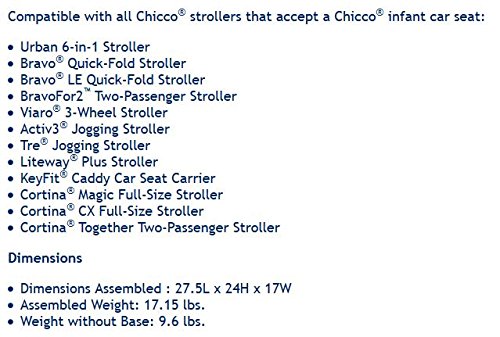 Compatible with all Chicco® strollers that accept a Chicco® infant car seat:
• Urban 6-in-1 Stroller
• Bravo® Quick-Fold Stroller
• Bravo® LE Quick-Fold Stroller
• BravoFor2™ Two-Passenger Stroller
• Viaro® 3-Wheel Stroller
• Activ3® Jogging Stroller
• Tre® Jogging Stroller
• Liteway® Plus Stroller
• KeyFit® Caddy Car Seat Carrier
• Cortina® Magic Full-Size Stroller
• Cortina® CX Full-Size Stroller
• Cortina® Together Two-Passenger Stroller
Dimensions
• Dimensions Assembled : 27.5L x 24H x 17W
• Assembled Weight: 17.15 lbs.
• Weight without Base: 9.6 lbs.